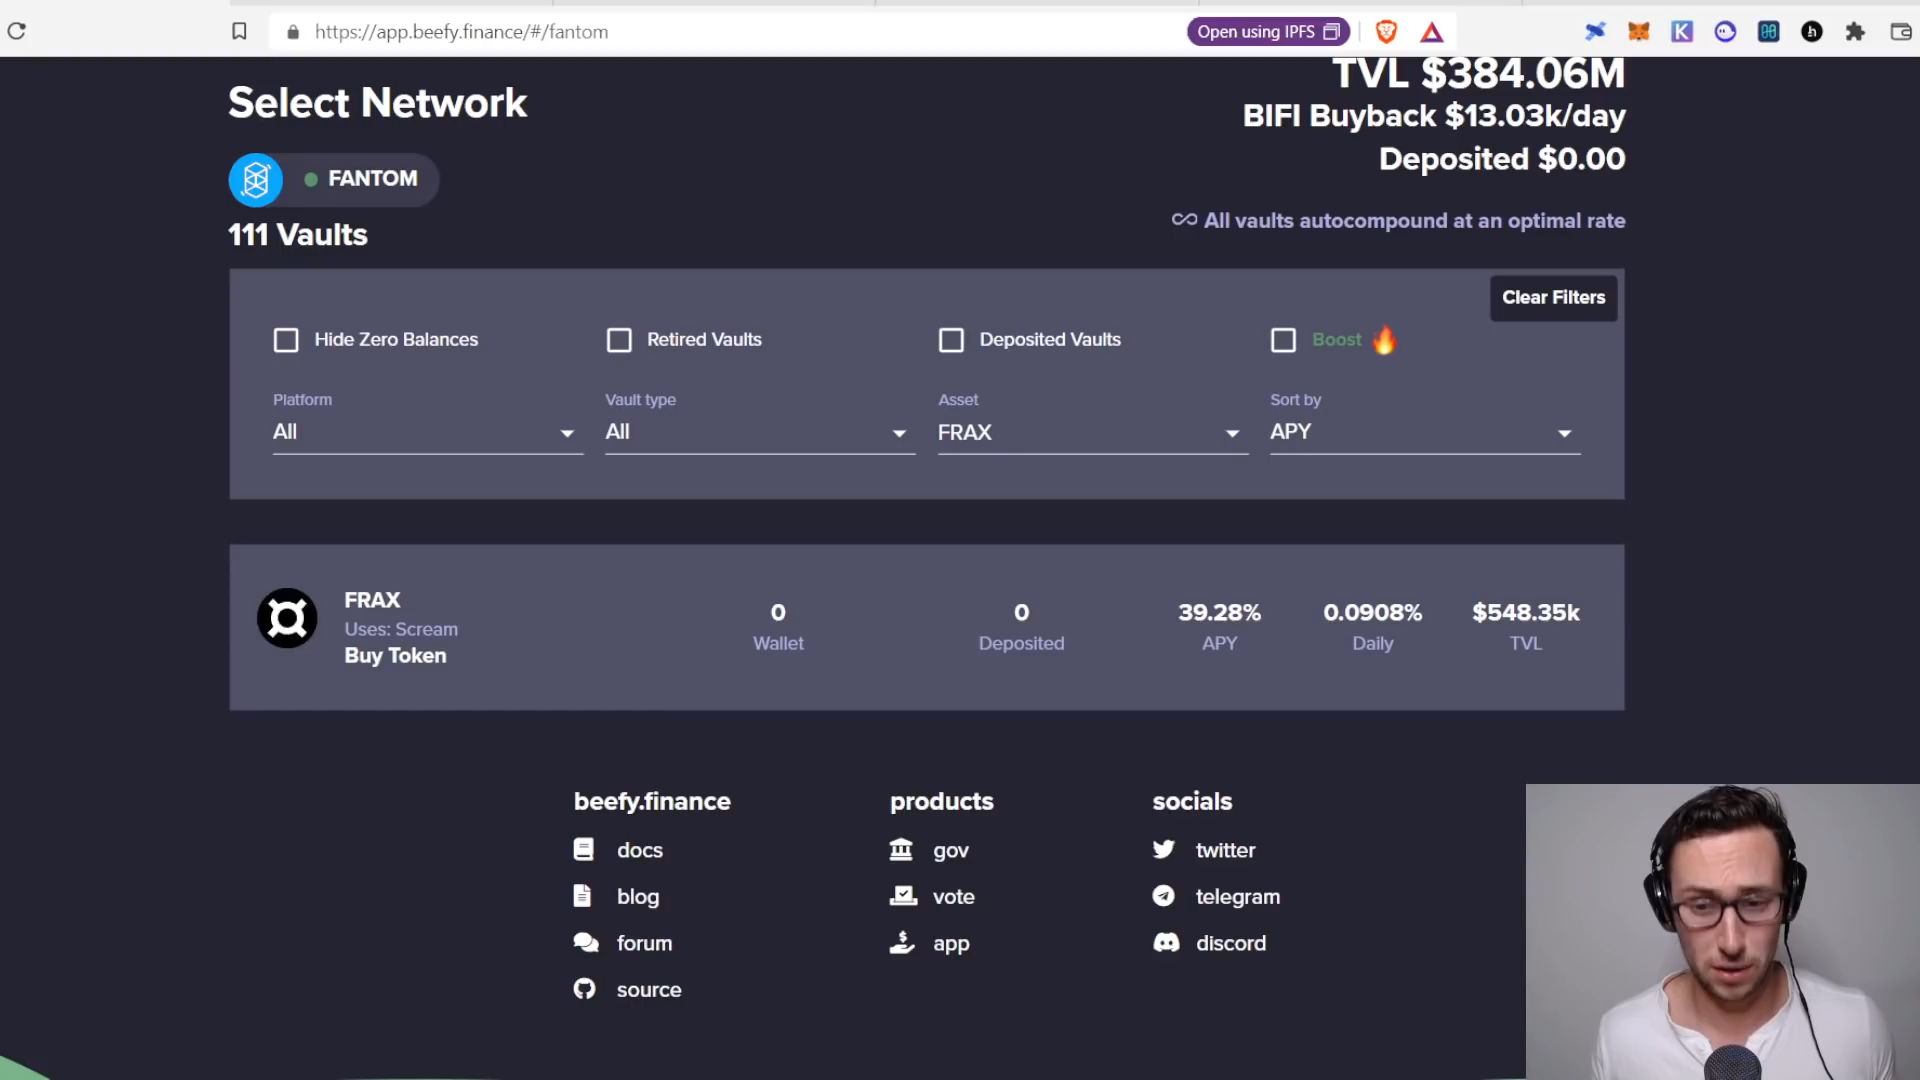 https://app.beefy.finance/#/fantom
Open using IPFS
Select Network
TVL $384.06M
BIFI Buyback $13.03k/day
Deposited $0.00
FANTOM
111 Vaults
All vaults autocompound at an optimal rate
Clear Filters
Hide Zero Balances
Retired Vaults
Deposited Vaults
Boost
Platform
Vault type
Asset
Sort by
All
All
FRAX
APY
FRAX
Uses: Scream
Buy Token
0
Wallet
0
Deposited
39.28%
APY
0.0908%
Daily
$548.35k
TVL
beefy.finance
docs
blog
forum
source
products
gov
vote
app
socials
twitter
telegram
discord